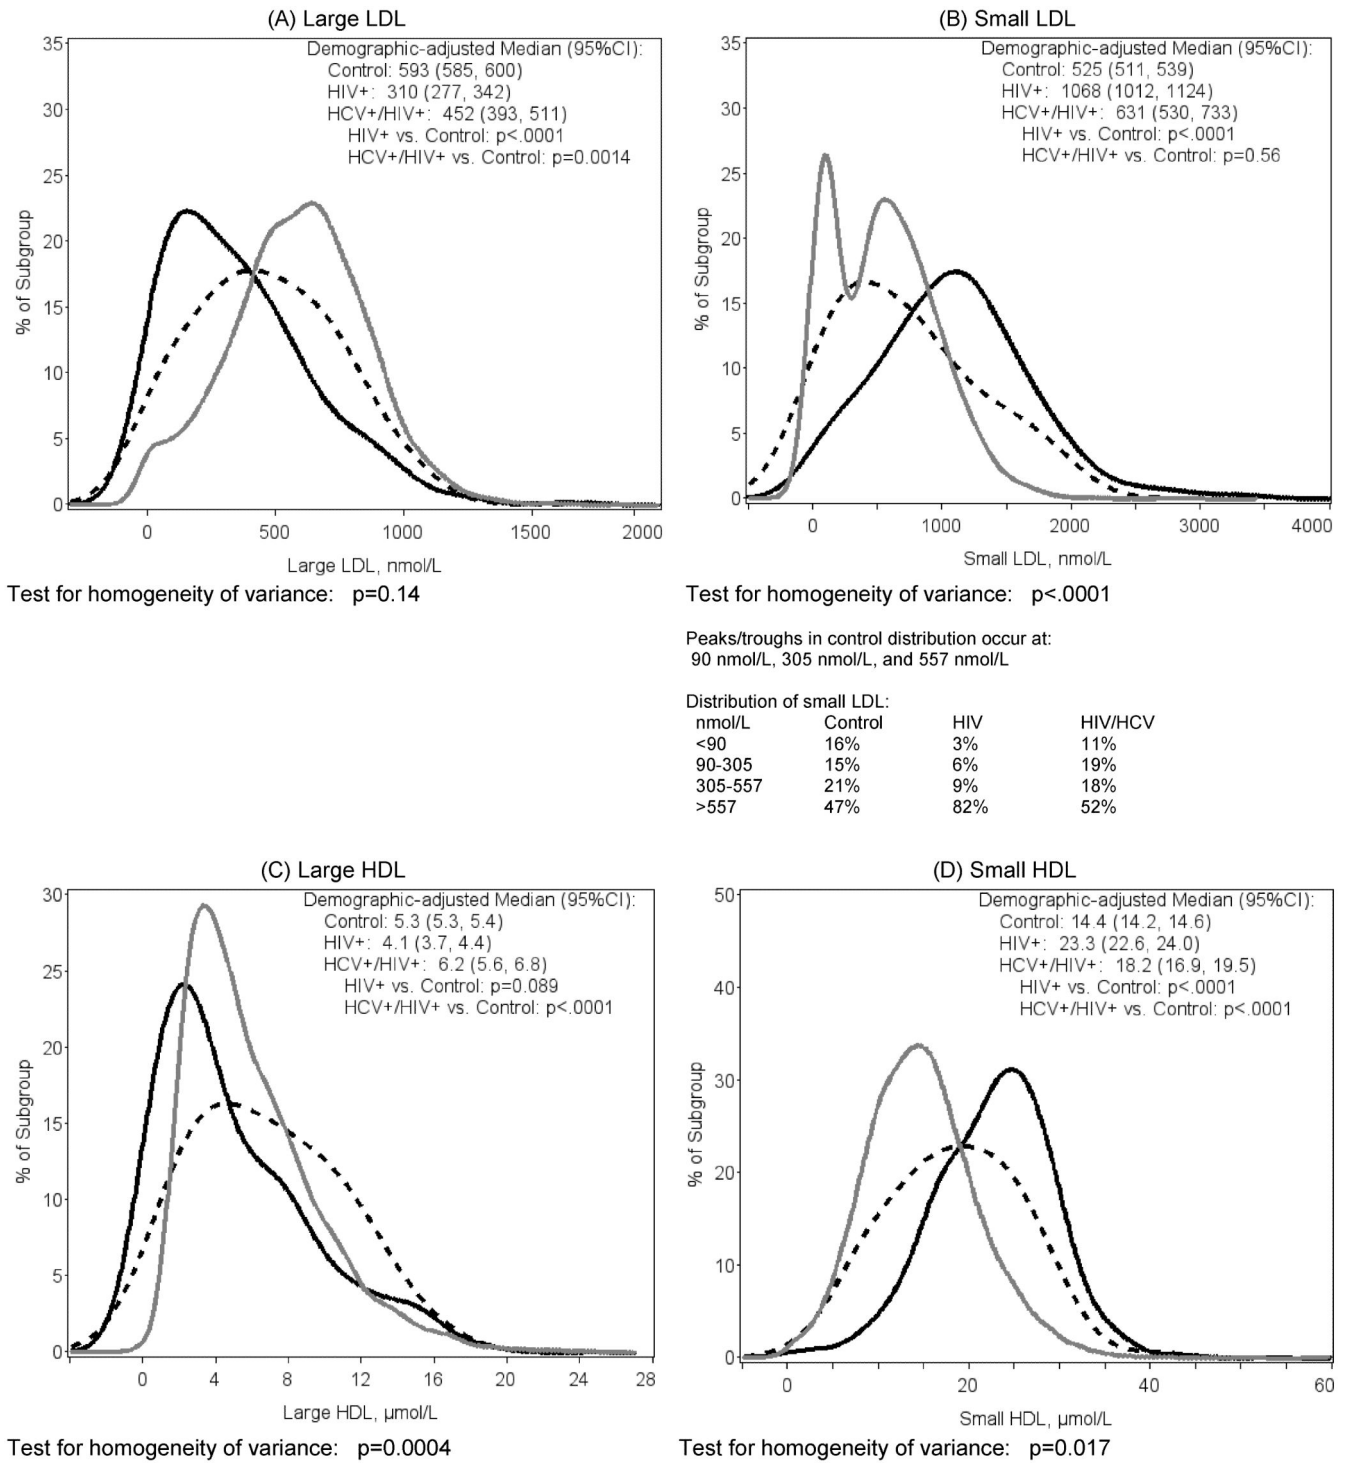 (A) Large LDL
Demographic-adjusted Median (95%CI):
Control: 593 (585, 600)
HIV+: 310 (277, 342)
HCV+/HIV+: 452 (393, 511)
HIV+ vs. Control: p<.0001
HCV+/HIV+ vs. Control: p=0.0014
% of Subgroup
35
30
25
20
15
10
5
0
0 500 1000 1500 2000
Large LDL, nmol/L
Test for homogeneity of variance: p=0.14
(B) Small LDL
Demographic-adjusted Median (95%CI):
Control: 525 (511, 539)
HIV+: 1068 (1012, 1124)
HCV+/HIV+: 631 (530, 733)
HIV+ vs. Control: p<.0001
HCV+/HIV+ vs. Control: p=0.56
% of Subgroup
35
30
25
20
15
10
5
0
0 1000 2000 3000 4000
Small LDL, nmol/L
Test for homogeneity of variance: p<.0001
Peaks/troughs in control distribution occur at:
90 nmol/L, 305 nmol/L, and 557 nmol/L
Distribution of small LDL:
nmol/L Control HIV HIV/HCV
<90 16% 3% 11%
90-305 15% 6% 19%
305-557 21% 9% 18%
>557 47% 82% 52%
(C) Large HDL
Demographic-adjusted Median (95%CI):
Control: 5.3 (5.3, 5.4)
HIV+: 4.1 (3.7, 4.4)
HCV+/HIV+: 6.2 (5.6, 6.8)
HIV+ vs. Control: p=0.089
HCV+/HIV+ vs. Control: p<.0001
% of Subgroup
30
25
20
15
10
5
0
0 4 8 12 16 20 24 28
Large HDL, µmol/L
Test for homogeneity of variance: p=0.0004
(D) Small HDL
Demographic-adjusted Median (95%CI):
Control: 14.4 (14.2, 14.6)
HIV+: 23.3 (22.6, 24.0)
HCV+/HIV+: 18.2 (16.9, 19.5)
HIV+ vs. Control: p<.0001
HCV+/HIV+ vs. Control: p<.0001
% of Subgroup
50
40
30
20
10
0
0 20 40 60
Small HDL, µmol/L
Test for homogeneity of variance: p=0.017